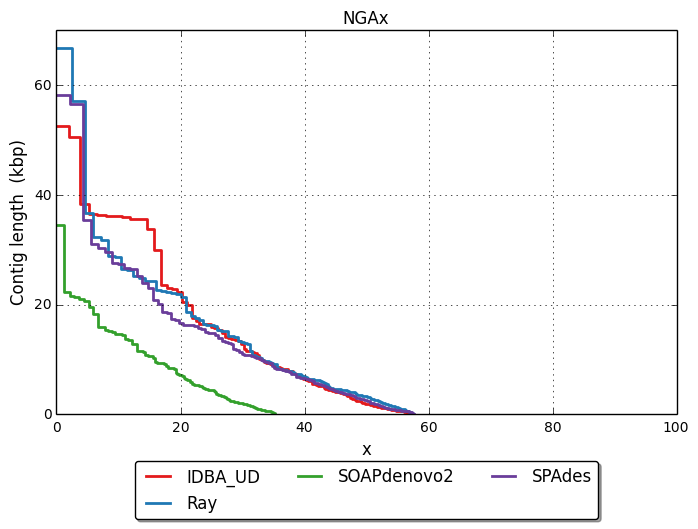 NGAx
Contig length (kbp)
60
40
20
0
0 20 40 60 80 100
x
IDBA_UD SOAPdenovo2 SPAdes
Ray